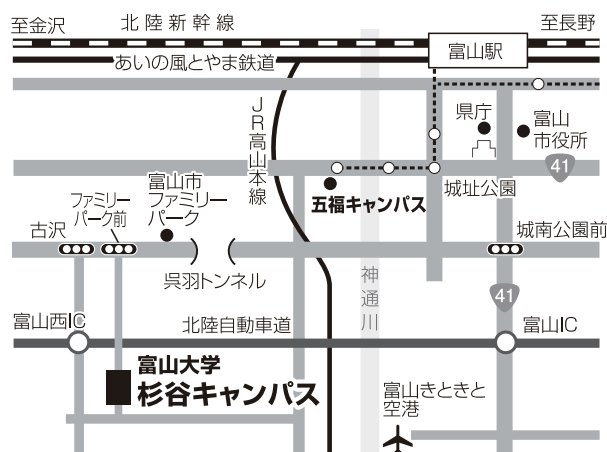 至金沢
北陸新幹線
至長野
富山駅
あいの風とやま鉄道
JR高山本線
県庁
富山
市役所
41
城址公園
五福キャンパス
富山市
ファミリー
パーク
ファミリー
パーク前
古沢
呉羽トンネル
城南公園前
神通川
41
富山西IC
北陸自動車道
富山IC
富山大学
杉谷キャンパス
富山きときと
空港